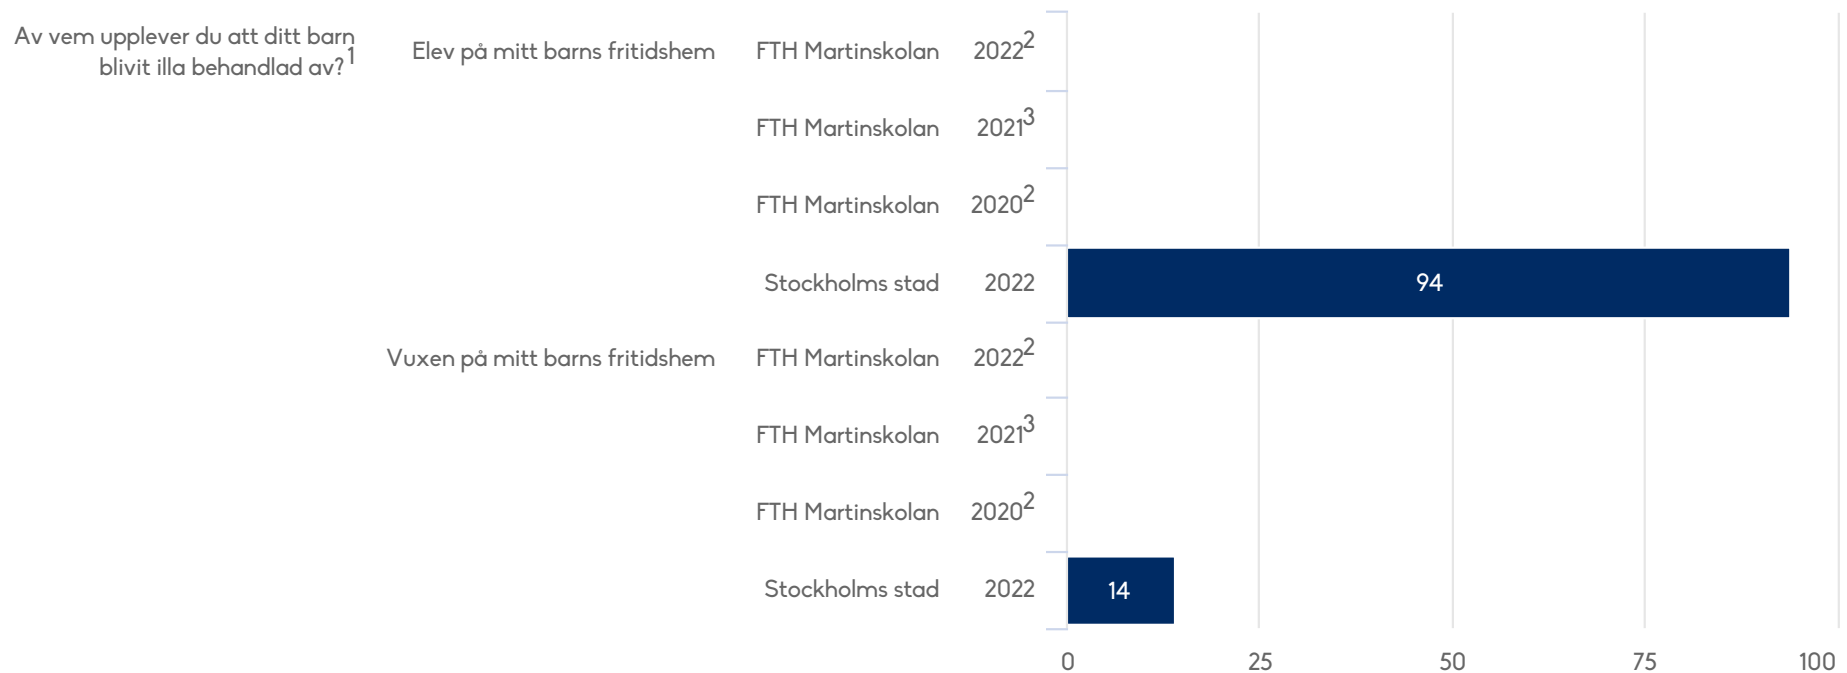 Av vem upplever du att ditt barn
blivit illa behandlad av?1
Elev på mitt barns fritidshem FTH Martinskolan 20222
FTH Martinskolan 20213
FTH Martinskolan 20202
Stockholms stad 2022 94
Vuxen på mitt barns fritidshem FTH Martinskolan 20222
FTH Martinskolan 20213
FTH Martinskolan 20202
Stockholms stad 2022 14
0 25 50 75 100